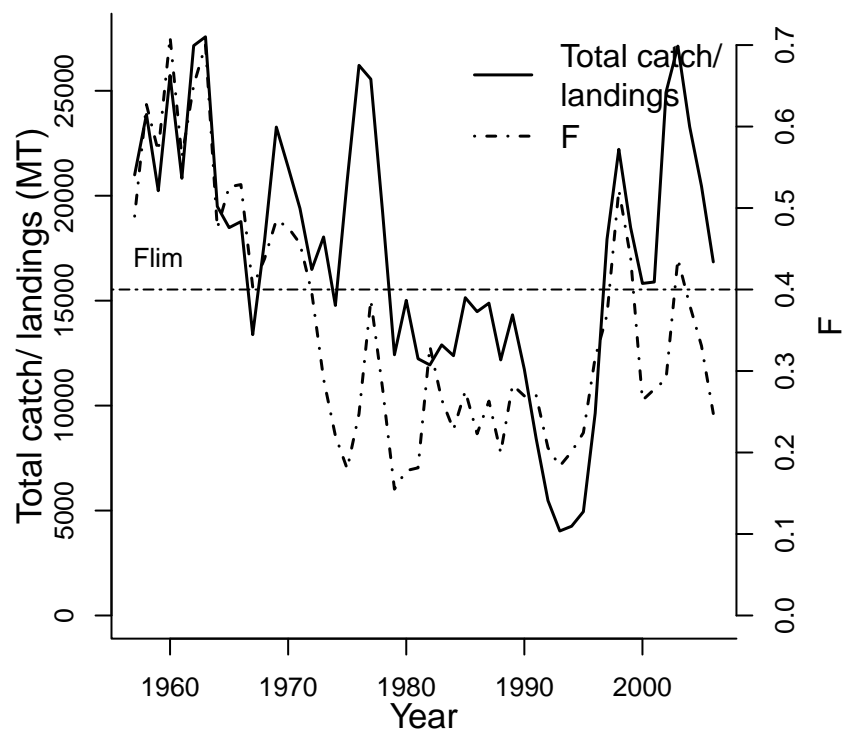 Total catch/ landings (MT)
0
5000
10000
15000
20000
25000
Total catch/
landings
F
Flim
0.0
0.1
0.2
0.3
0.4
0.5
0.6
0.7
F
1960 1970 1980 1990 2000
Year